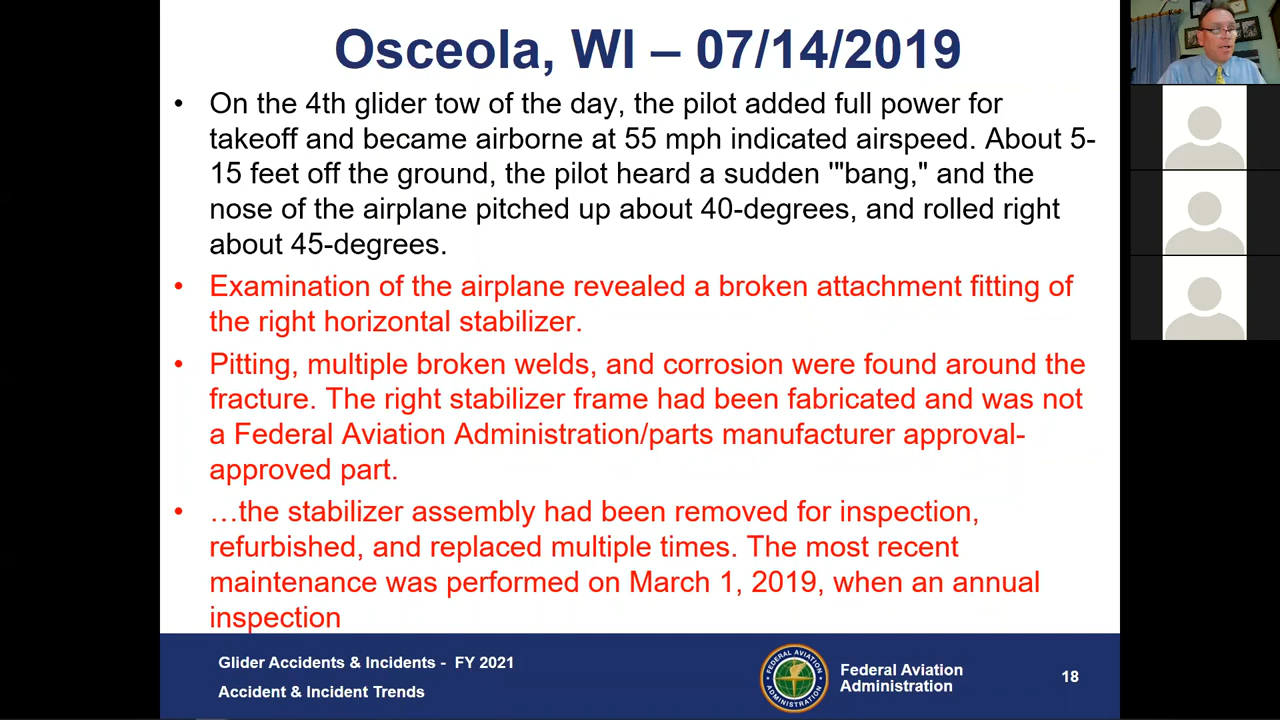 Osceola, WI – 07/14/2019
• On the 4th glider tow of the day, the pilot added full power for
takeoff and became airborne at 55 mph indicated airspeed. About 5-
15 feet off the ground, the pilot heard a sudden '"bang," and the
nose of the airplane pitched up about 40-degrees, and rolled right
about 45-degrees.
• Examination of the airplane revealed a broken attachment fitting of
the right horizontal stabilizer.
• Pitting, multiple broken welds, and corrosion were found around the
fracture. The right stabilizer frame had been fabricated and was not
a Federal Aviation Administration/parts manufacturer approval-
approved part.
• …the stabilizer assembly had been removed for inspection,
refurbished, and replaced multiple times. The most recent
maintenance was performed on March 1, 2019, when an annual
inspection
Glider Accidents & Incidents - FY 2021
Accident & Incident Trends
FEDERAL AVIATION
ADMINISTRATION
Federal Aviation
Administration
18